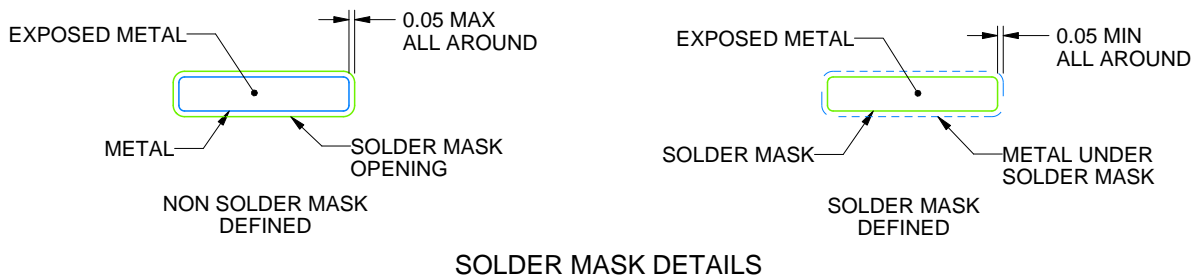 0.05 MAX
ALL AROUND
EXPOSED METAL
METAL
SOLDER MASK
OPENING
NON SOLDER MASK
DEFINED
0.05 MIN
ALL AROUND
EXPOSED METAL
SOLDER MASK
METAL UNDER
SOLDER MASK
SOLDER MASK
DEFINED
SOLDER MASK DETAILS